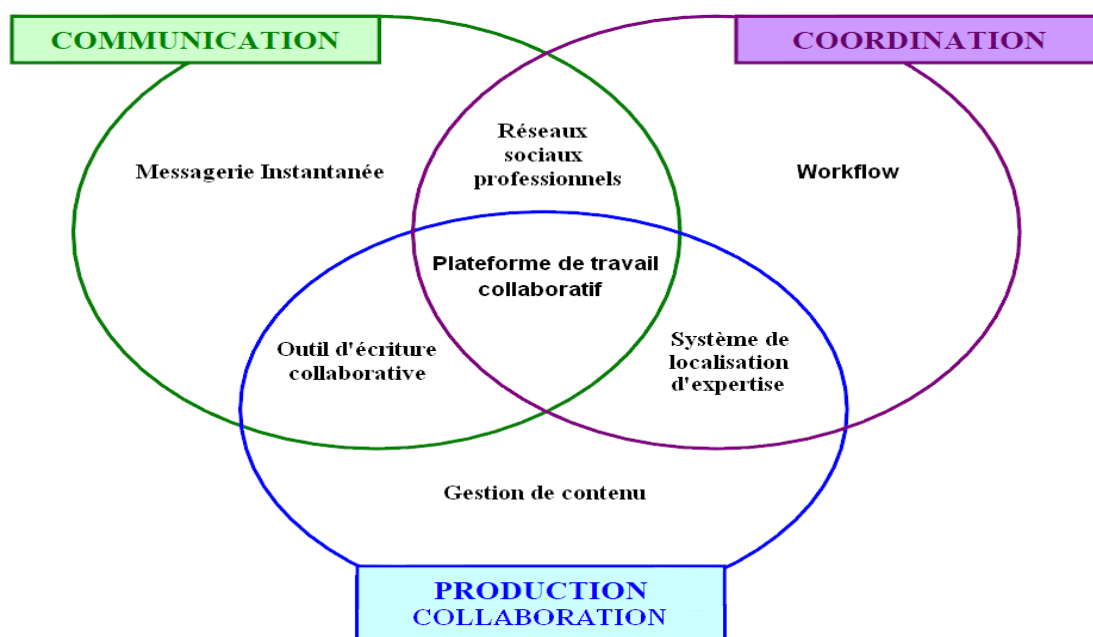 COMMUNICATION
COORDINATION
Réseaux
sociaux
professionnels
Messagerie Instantanée
Workflow
Plateforme de travail
collaboratif
Outil d'écriture
collaborative
Système de
localisation
d'expertise
Gestion de contenu
PRODUCTION
COLLABORATION